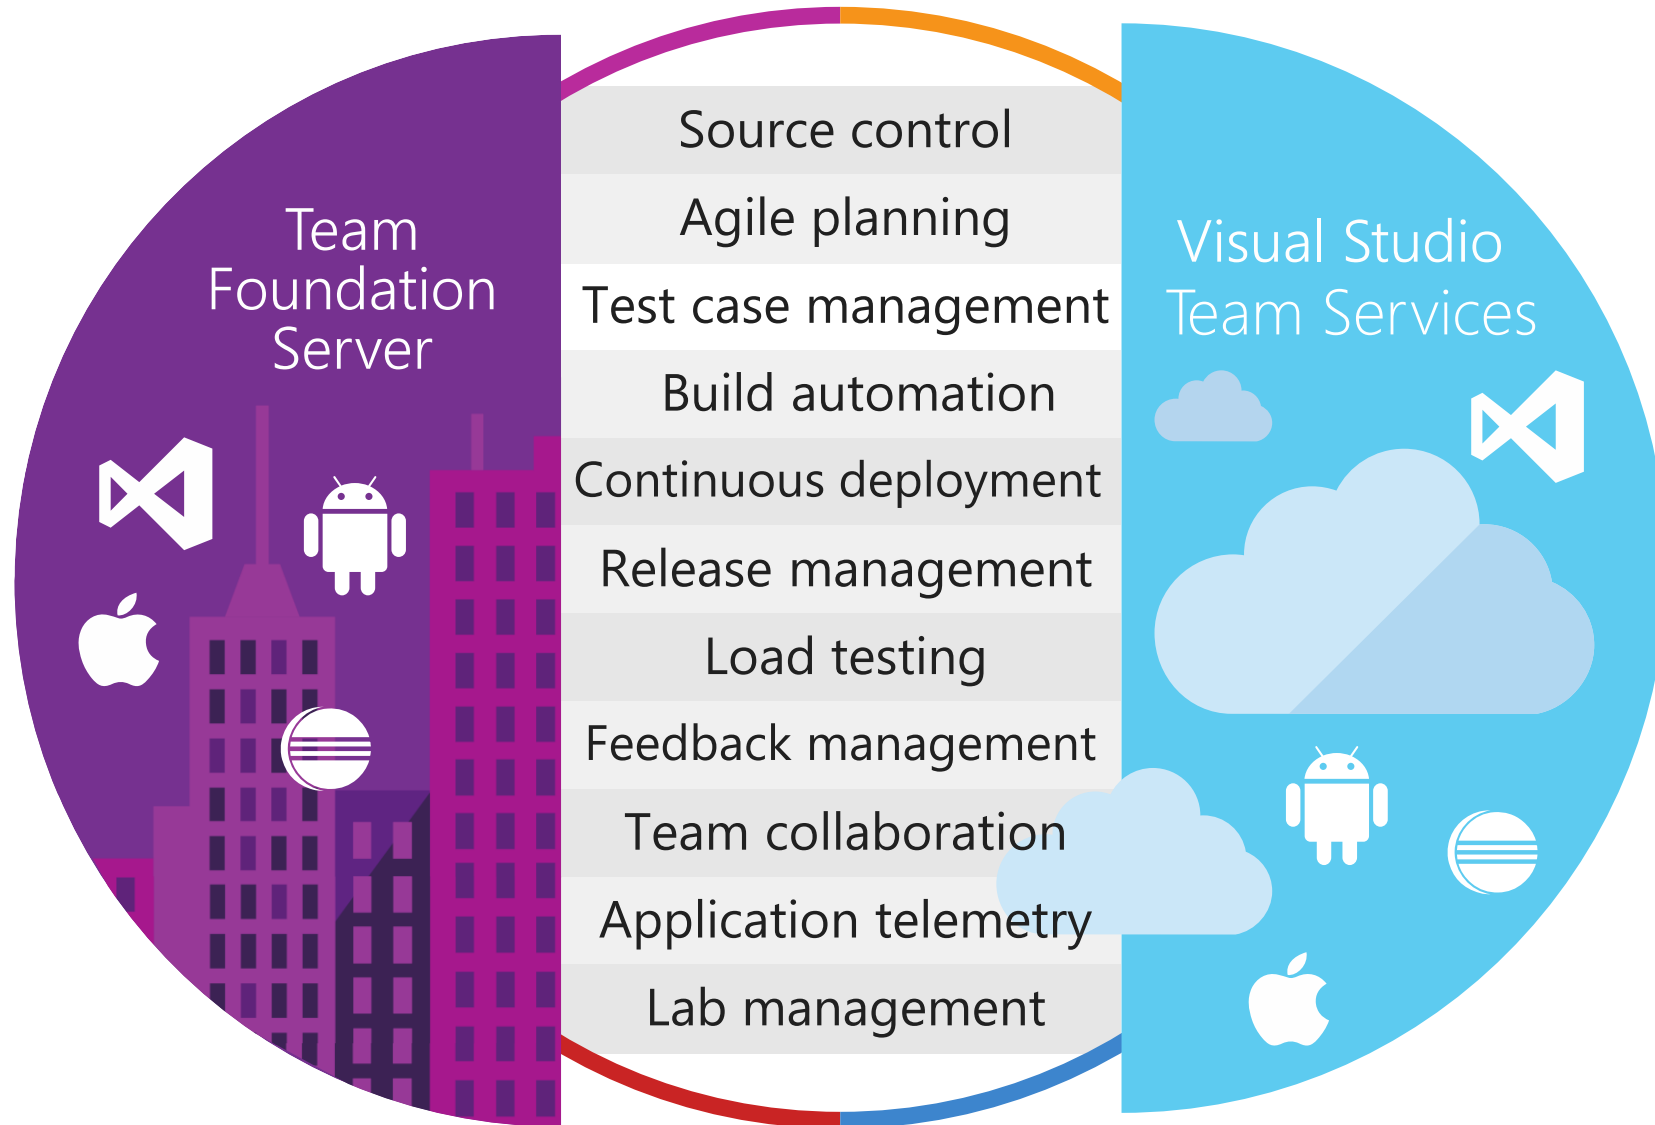 Team
Foundation
Server
Source control
Agile planning
Test case management
Build automation
Continuous deployment
Release management
Load testing
Feedback management
Team collaboration
Application telemetry
Lab management
Visual Studio
Team Services